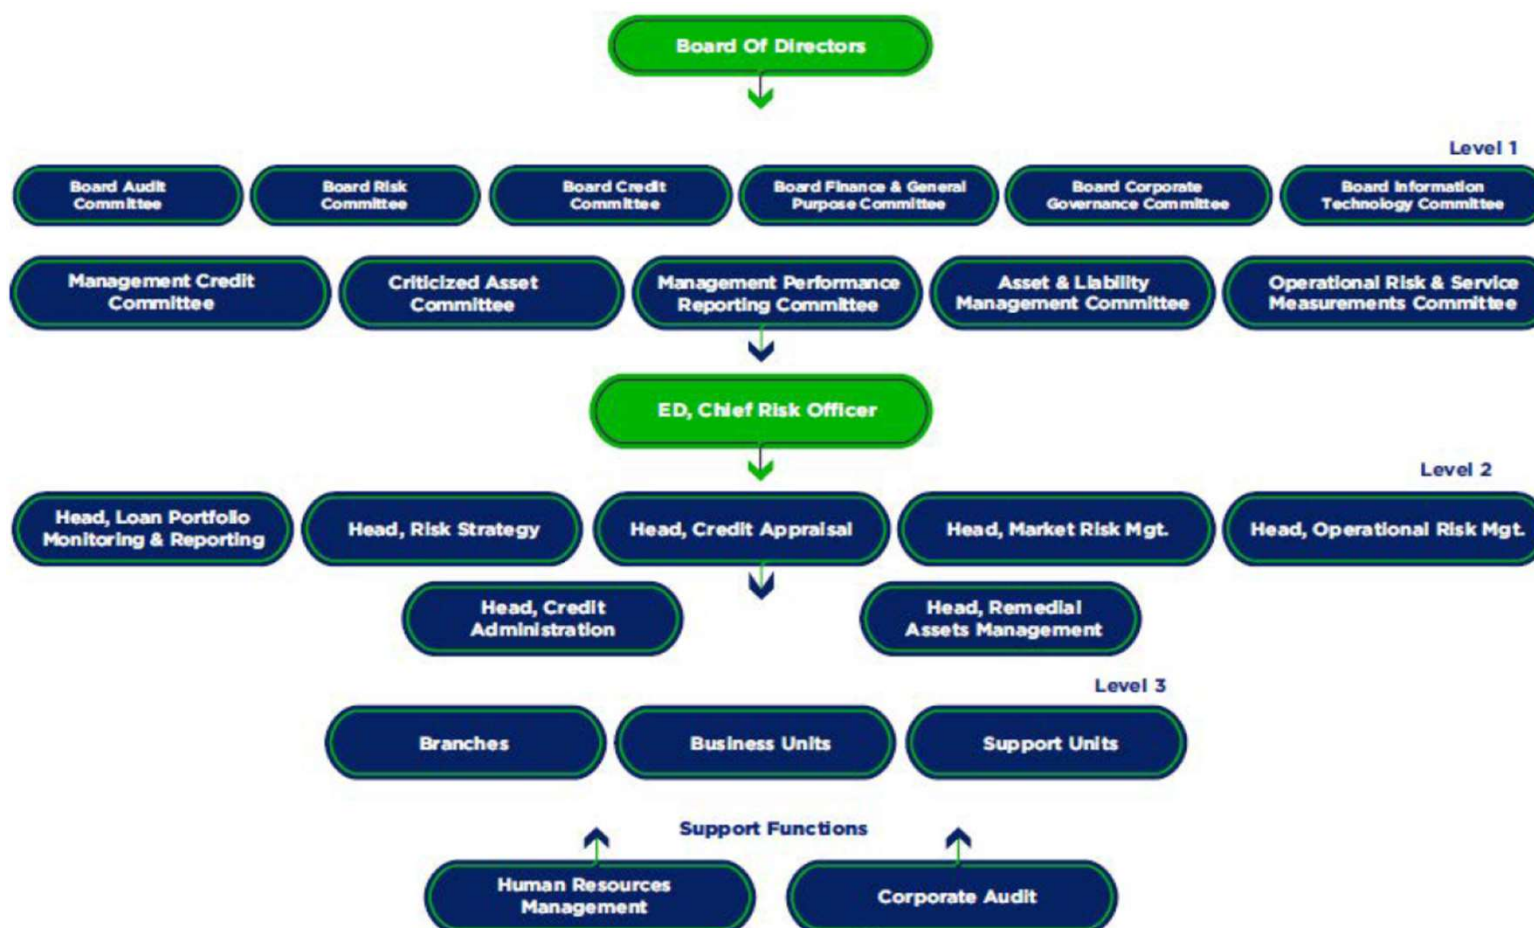 Board Of Directors
Level 1
Board Audit
Committee
Board Risk
Committee
Board Credit
Committee
Board Finance & General
Purpose Committee
Board Corporate
Governance Committee
Board Information
Technology Committee
Management Credit
Committee
Criticized Asset
Committee
Management Performance
Reporting Committee
Asset & Liability
Management Committee
Operational Risk & Service
Measurements Committee
ED, Chief Risk Officer
Level 2
Head, Loan Portfolio
Monitoring & Reporting
Head, Risk Strategy
Head, Credit Appraisal
Head, Market Risk Mgt.
Head, Operational Risk Mgt.
Head, Credit
Administration
Head, Remedial
Assets Management
Level 3
Branches
Business Units
Support Units
Support Functions
Human Resources
Management
Corporate Audit